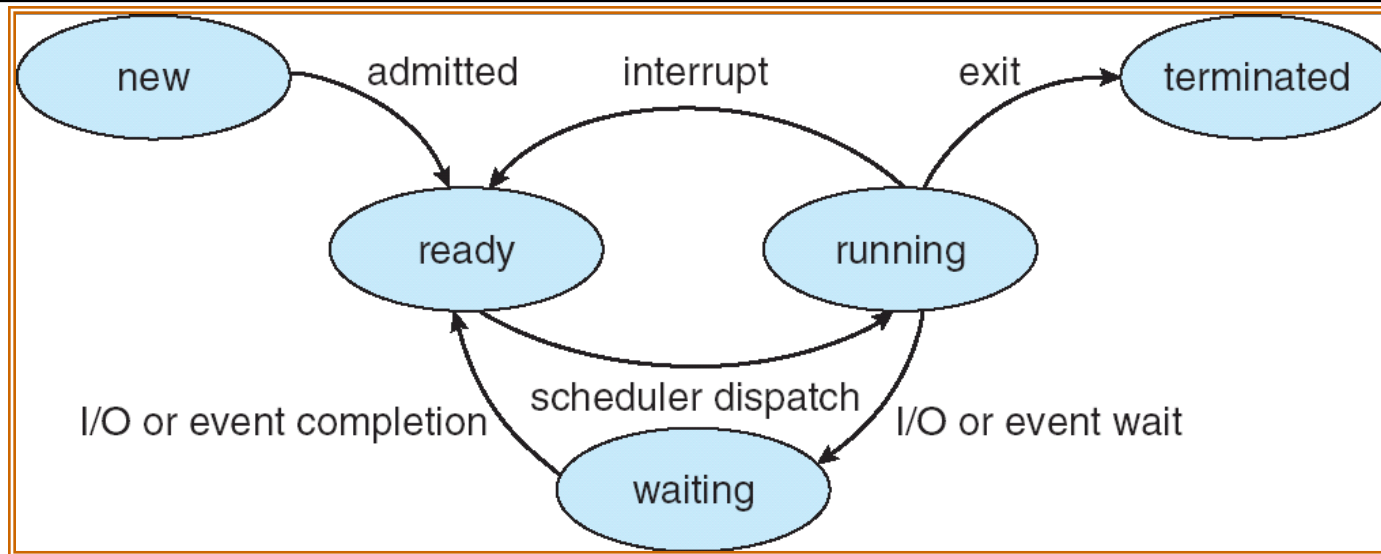 new
admitted
interrupt
exit
terminated
ready
running
scheduler dispatch
I/O or event completion
I/O or event wait
waiting